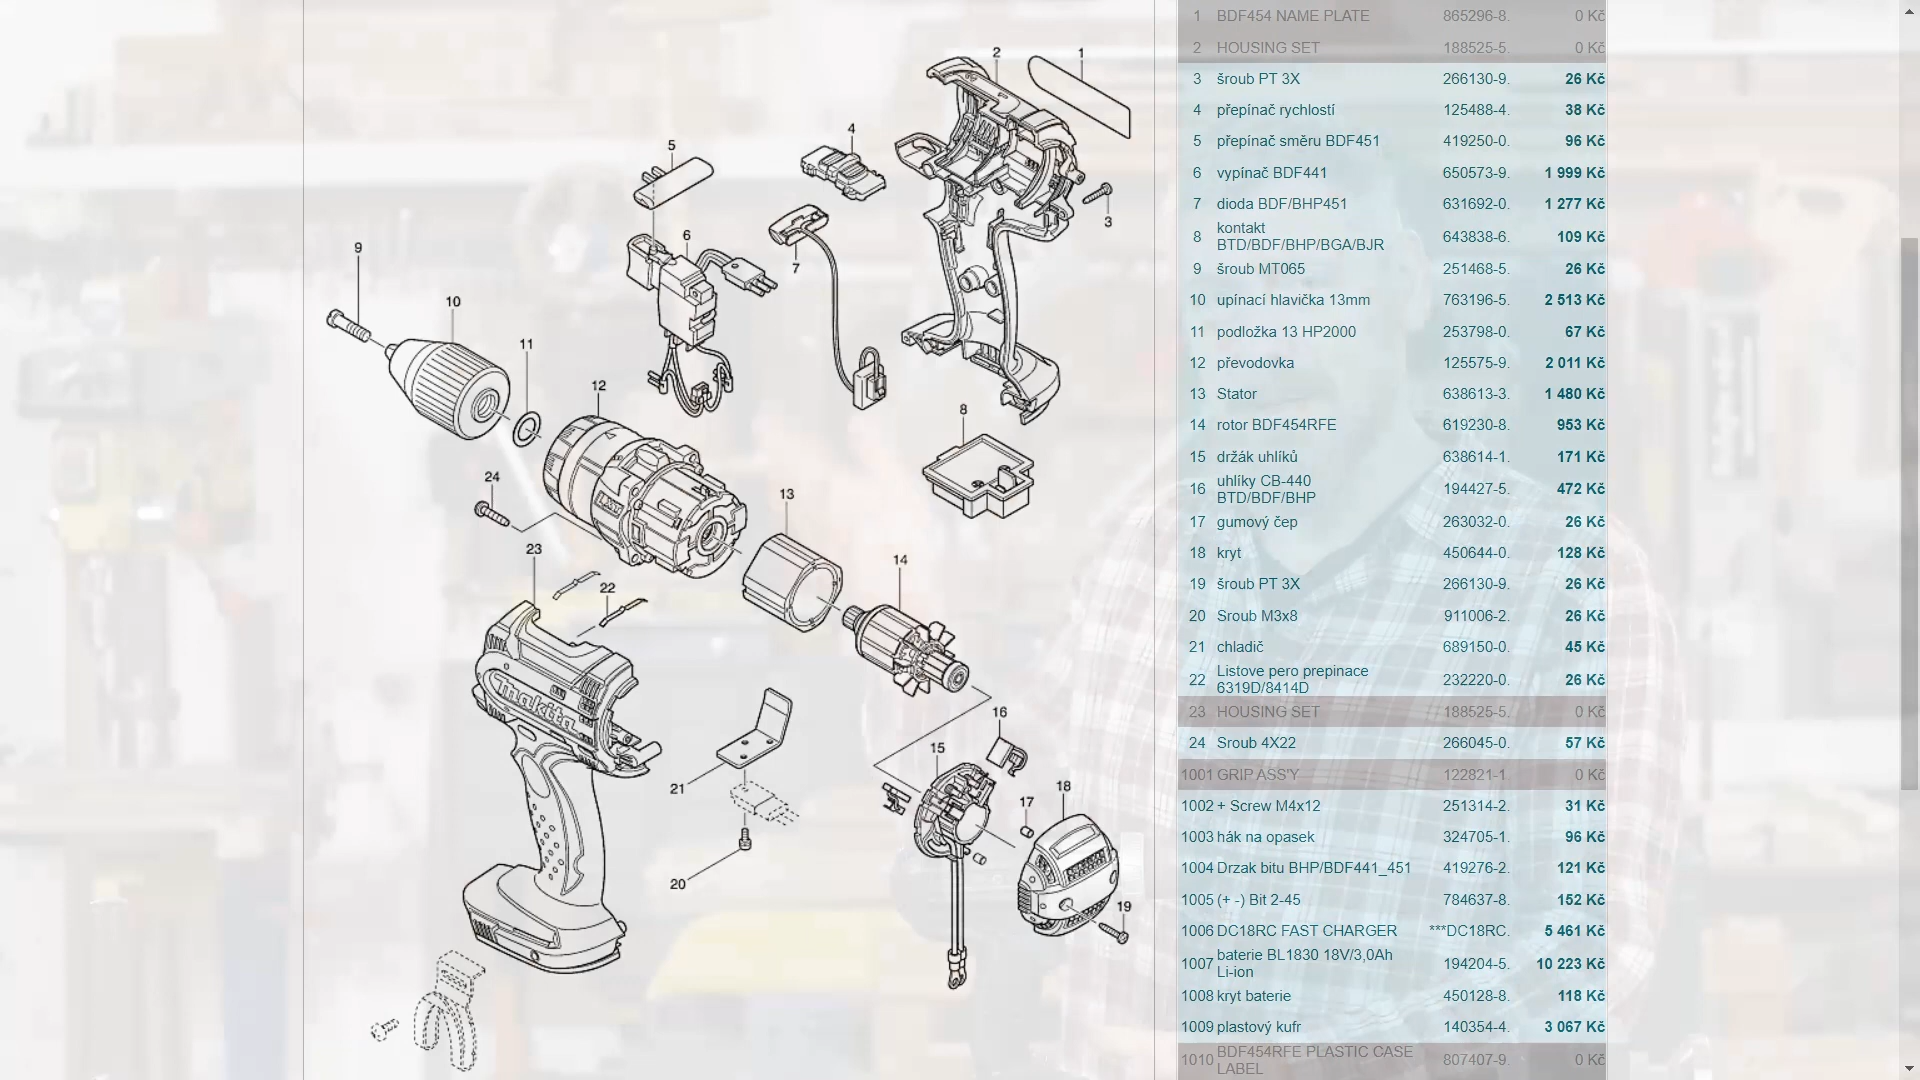 1 BDF454 NAME PLATE 865296-8. 0 Kč
2 HOUSING SET 188525-5. 0 Kč
3 šroub PT 3X 266130-9. 26 Kč
4 přepínač rychlostí 125488-4. 38 Kč
5 přepínač směru BDF451 419250-0. 96 Kč
6 vypínač BDF441 650573-9. 1 999 Kč
7 dioda BDF/BHP451 631692-0. 1 277 Kč
8 kontakt
BTD/BDF/BHP/BGA/BJR 643838-6. 109 Kč
9 šroub MT065 251468-5. 26 Kč
10 upínací hlavička 13mm 763196-5. 2 513 Kč
11 podložka 13 HP2000 253798-0. 67 Kč
12 převodovka 125575-9. 2 011 Kč
13 Stator 638613-3. 1 480 Kč
14 rotor BDF454RFE 619230-8. 953 Kč
15 držák uhlíků 638614-1. 171 Kč
16 uhlíky CB-440
BTD/BDF/BHP 194427-5. 472 Kč
17 gumový čep 263032-0. 26 Kč
18 kryt 450644-0. 128 Kč
19 šroub PT 3X 266130-9. 26 Kč
20 Sroub M3x8 911006-2. 26 Kč
21 chladič 689150-0. 45 Kč
22 Listove pero prepinace
6319D/8414D 232220-0. 26 Kč
23 HOUSING SET 188525-5. 0 Kč
24 Sroub 4X22 266045-0. 57 Kč
1001 GRIP ASS'Y 122821-1. 0 Kč
1002 + Screw M4x12 251314-2. 31 Kč
1003 hák na opasek 324705-1. 96 Kč
1004 Drzak bitu BHP/BDF441_451 419276-2. 121 Kč
1005 (+ -) Bit 2-45 784637-8. 152 Kč
1006 DC18RC FAST CHARGER ***DC18RC. 5 461 Kč
1007 baterie BL1830 18V/3,0Ah
Li-ion 194204-5. 10 223 Kč
1008 kryt baterie 450128-8. 118 Kč
1009 plastový kufr 140354-4. 3 067 Kč
1010 BDF454RFE PLASTIC CASE
LABEL 807407-9. 0 Kč
1
2
3
4
5
6
7
8
9
10
11
12
13
14
15
16
17
18
19
20
21
22
23
24
makita